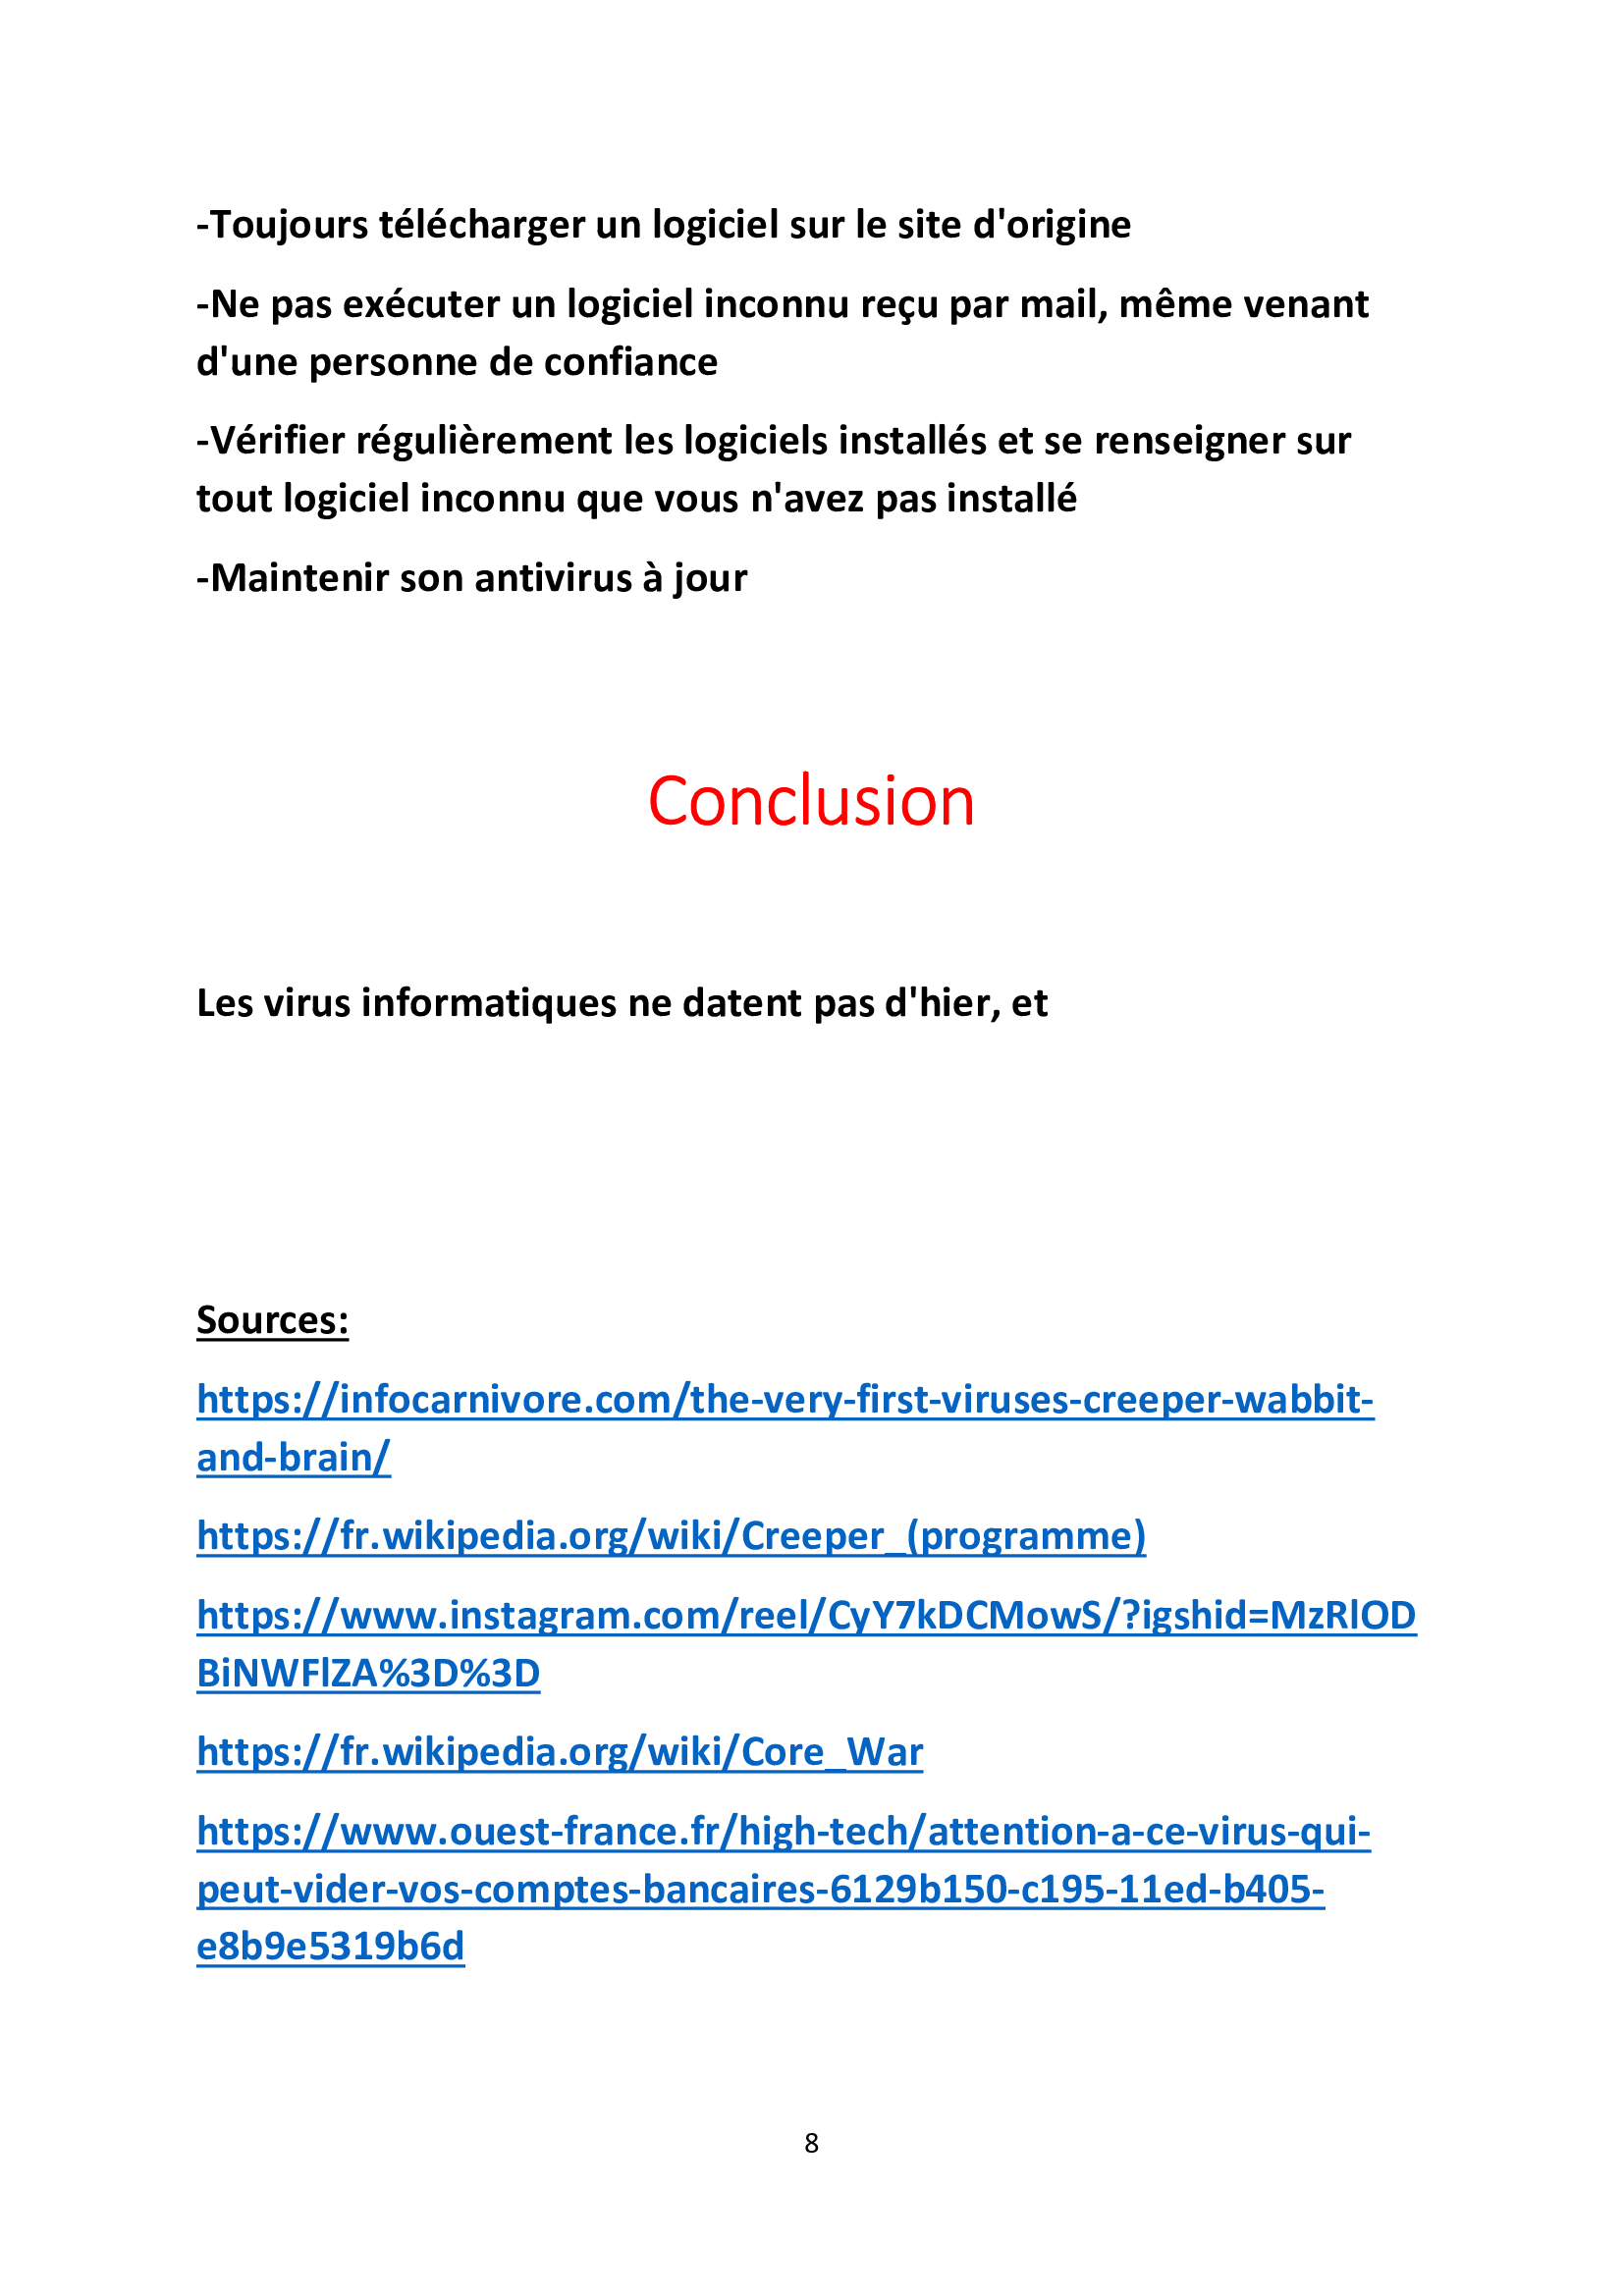 -Toujours télécharger un logiciel sur le site d'origine
-Ne pas exécuter un logiciel inconnu reçu par mail, même venant
d'une personne de confiance
-Vérifier régulièrement les logiciels installés et se renseigner sur
tout logiciel inconnu que vous n'avez pas installé
-Maintenir son antivirus à jour
Conclusion
Les virus informatiques ne datent pas d'hier, et
Sources:
https://infocarnivore.com/the-very-first-viruses-creeper-wabbit-
and-brain/
https://fr.wikipedia.org/wiki/Creeper_(programme)
https://www.instagram.com/reel/CyY7kDCMowS/?igshid=MzRlOD
BiNWFlZA%3D%3D
https://fr.wikipedia.org/wiki/Core_War
https://www.ouest-france.fr/high-tech/attention-a-ce-virus-qui-
peut-vider-vos-comptes-bancaires-6129b150-c195-11ed-b405-
e8b9e5319b6d
8